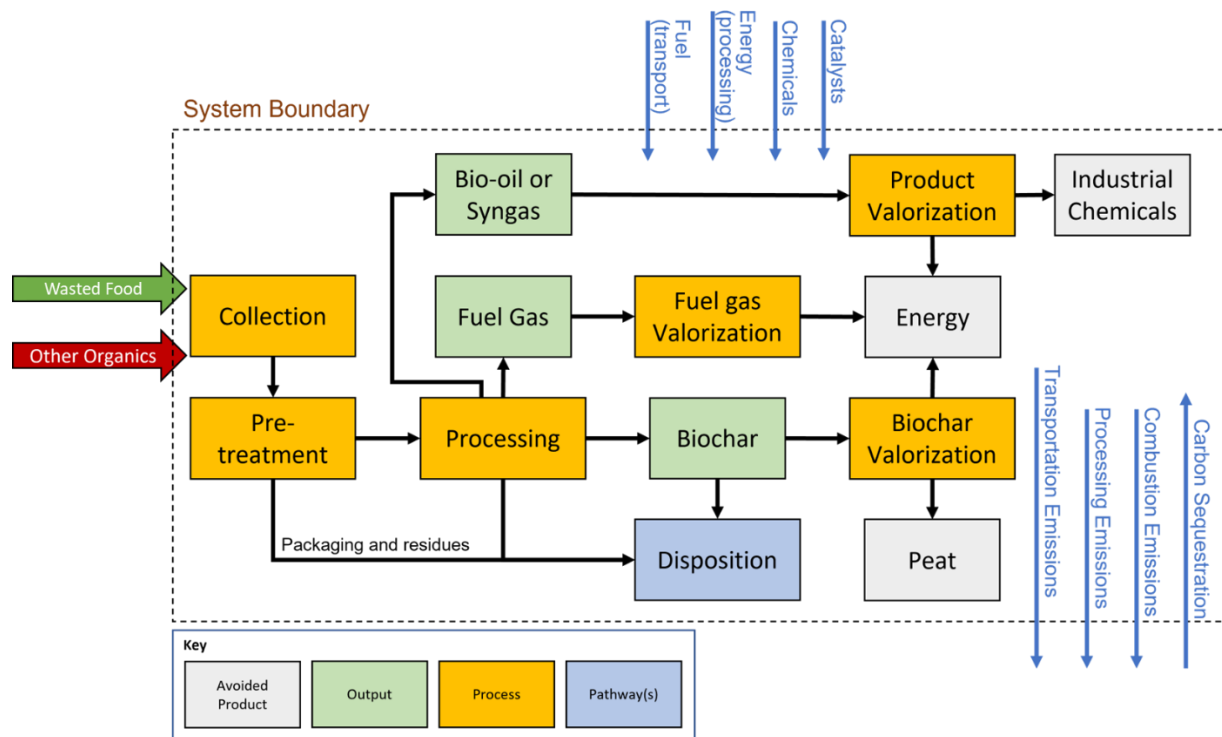 Fuel
(transport)
Energy
(processing)
Chemicals
Catalysts
System Boundary
Bio-oil or
Syngas
Product
Valorization
Industrial
Chemicals
Wasted Food
Other Organics
Collection
Fuel Gas
Fuel gas
Valorization
Energy
Pre-
treatment
Processing
Biochar
Biochar
Valorization
Transportation Emissions
Processing Emissions
Combustion Emissions
Carbon Sequestration
Packaging and residues
Disposition
Peat
Key
Avoided
Product
Output
Process
Pathway(s)